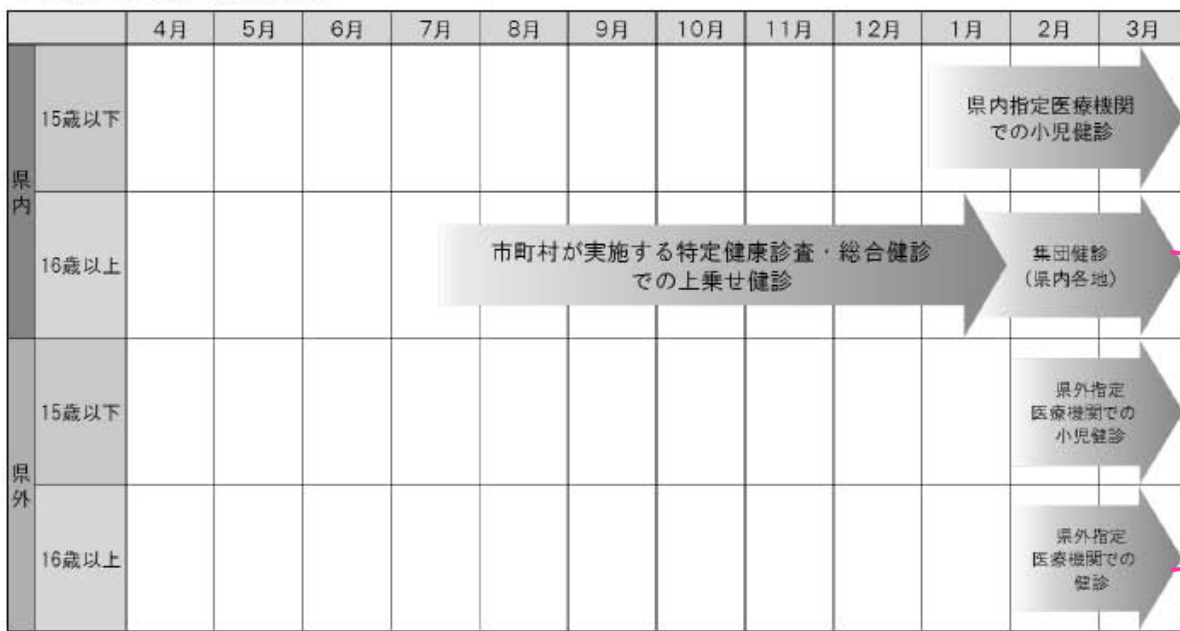 4月 5月 6月 7月 8月 9月 10月 11月 12月 1月 2月 3月
県内
15歳以下
県内指定医療機関
での小児健診
16歳以上
市町村が実施する特定健康診査・総合健診
での上乗せ健診
集団健診
(県内各地)
県外
15歳以下
県外指定
医療機関での
小児健診
16歳以上
県外指定
医療機関での
健診